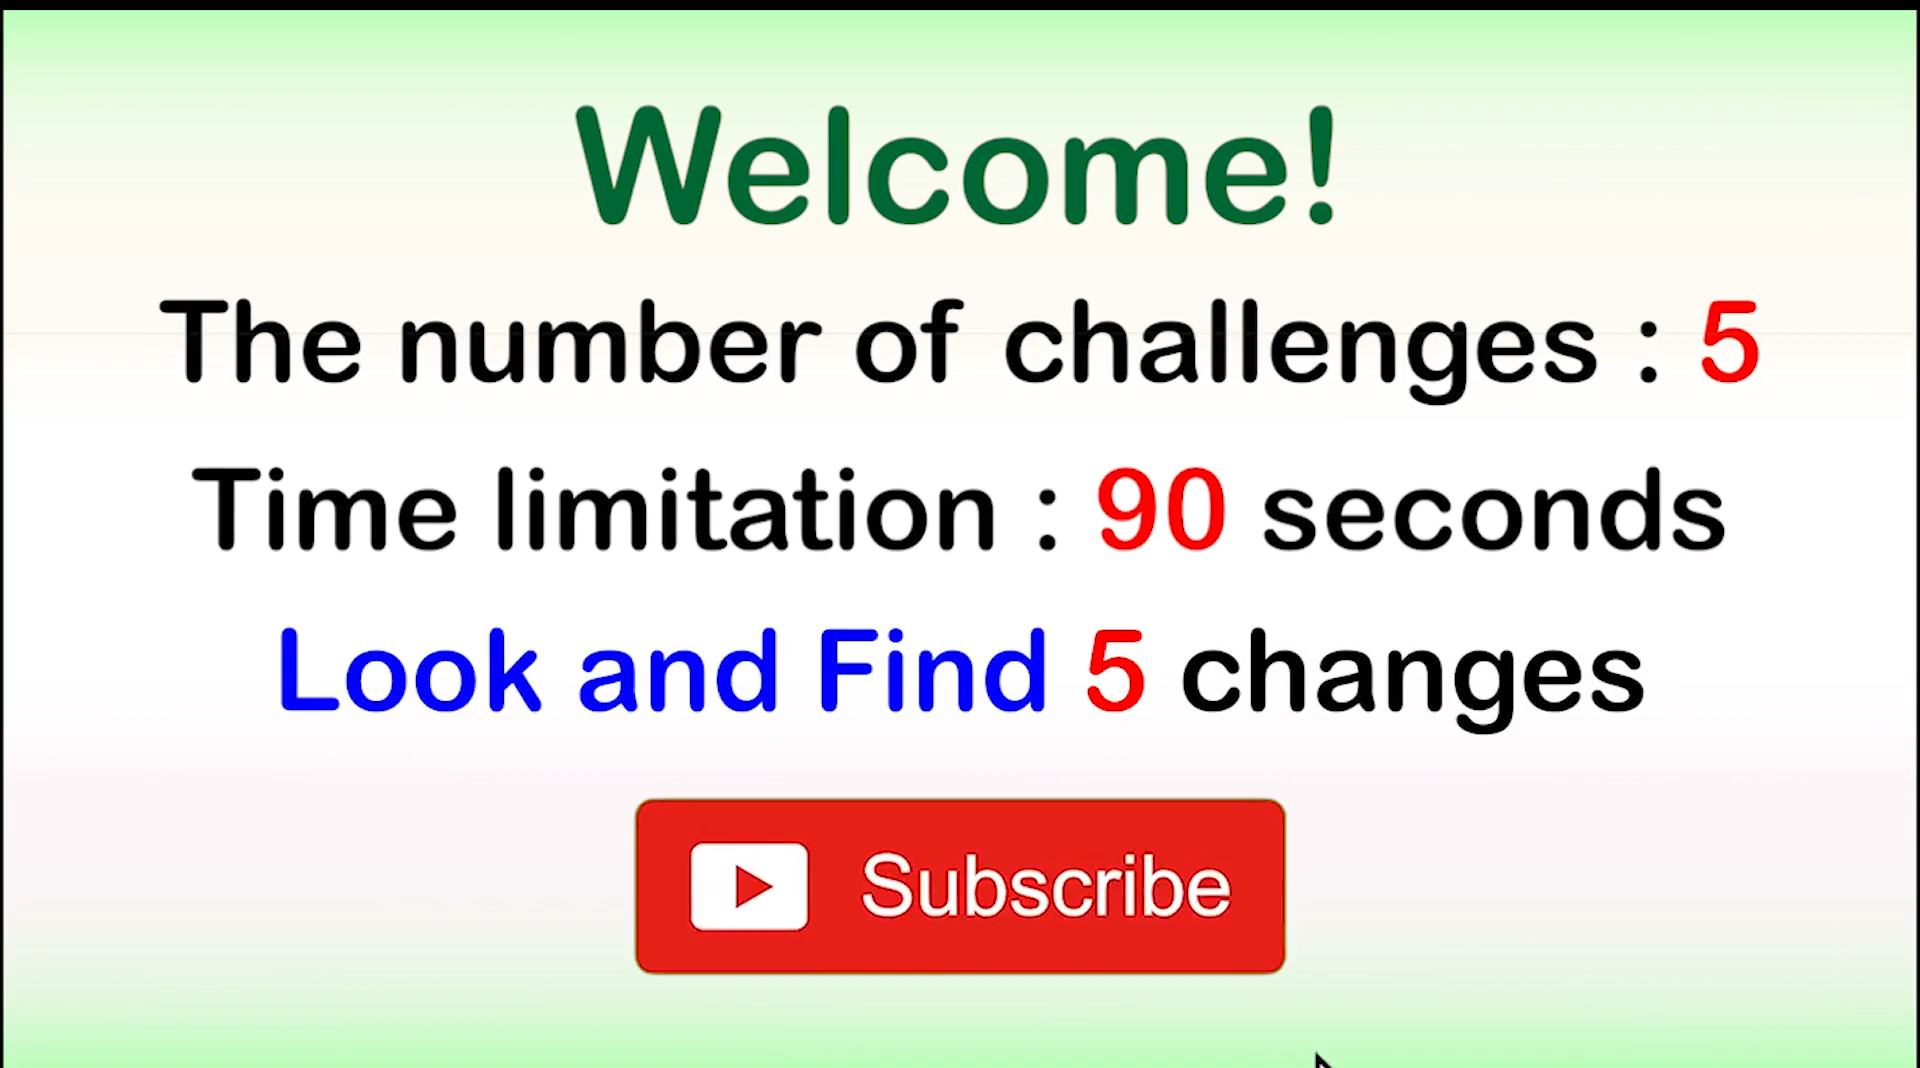 Welcome!
The number of challenges : 5
Time limitation : 90 seconds
Look and Find 5 changes
Subscribe